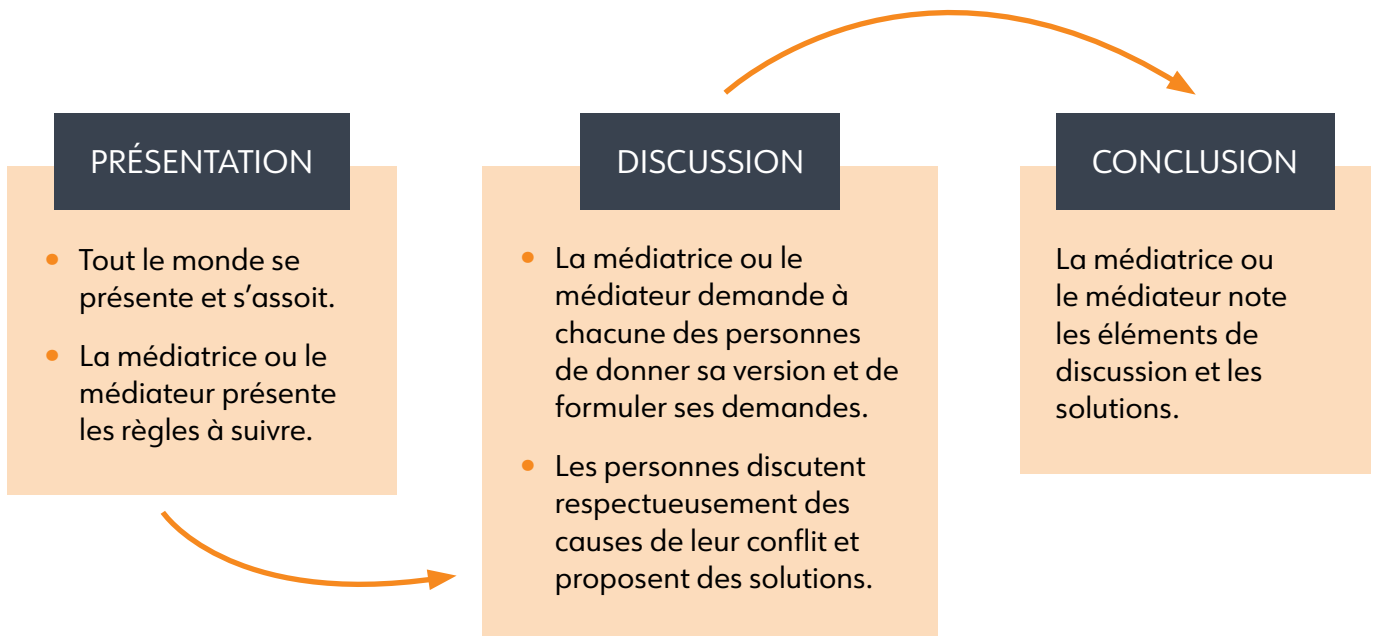 PRÉSENTATION
• Tout le monde se
présente et s’assoit.
• La médiatrice ou le
médiateur présente
les règles à suivre.
DISCUSSION
• La médiatrice ou le
médiateur demande à
chacune des personnes
de donner sa version et de
formuler ses demandes.
• Les personnes discutent
respectueusement des
causes de leur conflit et
proposent des solutions.
CONCLUSION
La médiatrice ou
le médiateur note
les éléments de
discussion et les
solutions.